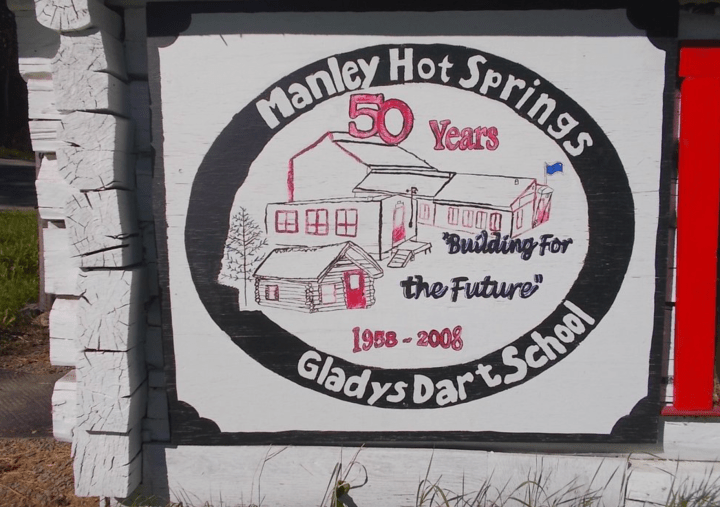 Manley Hot Springs
50 Years
"Building For
the Future"
1958 - 2008
Gladys Dart School